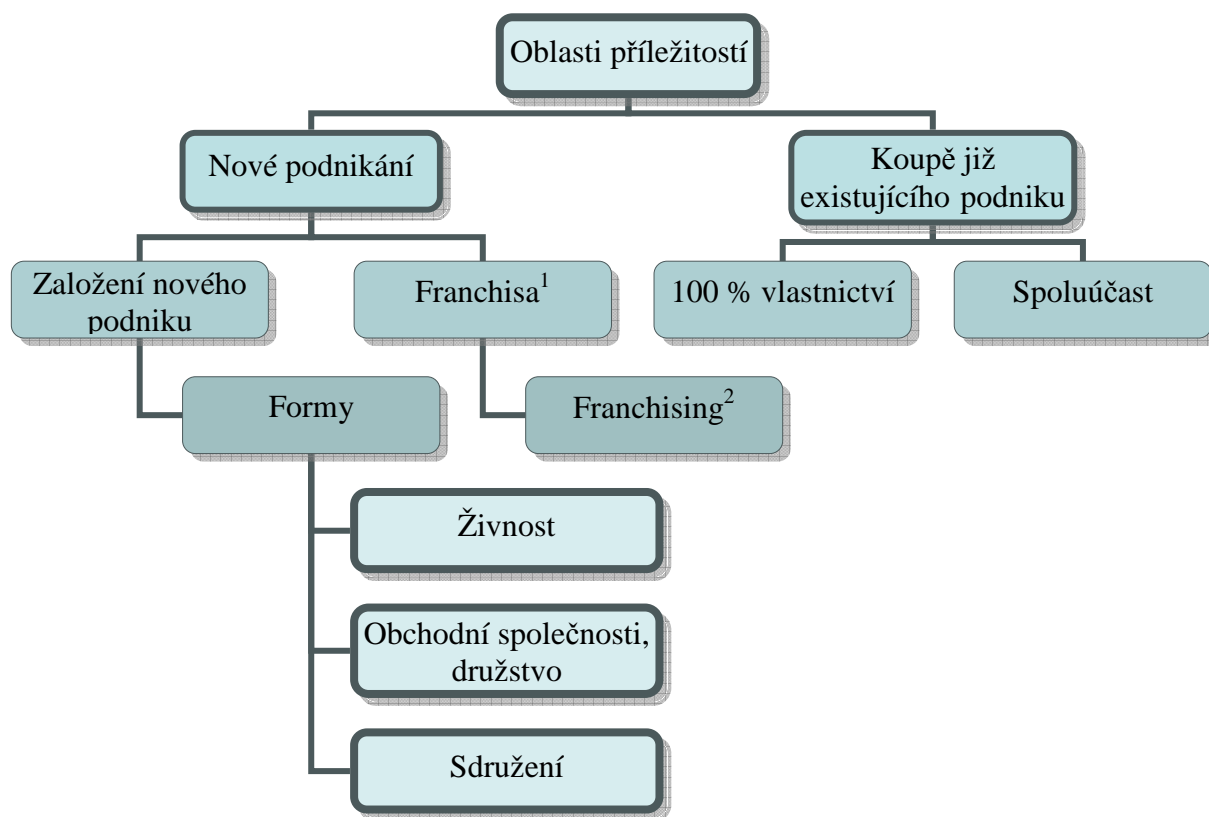 Oblasti příležitostí
Nové podnikání
Koupě již
existujícího podniku
Založení nového
podniku
Franchisa¹
100 % vlastnictví
Spoluúčast
Formy
Franchising²
Živnost
Obchodní společnosti,
družstvo
Sdružení